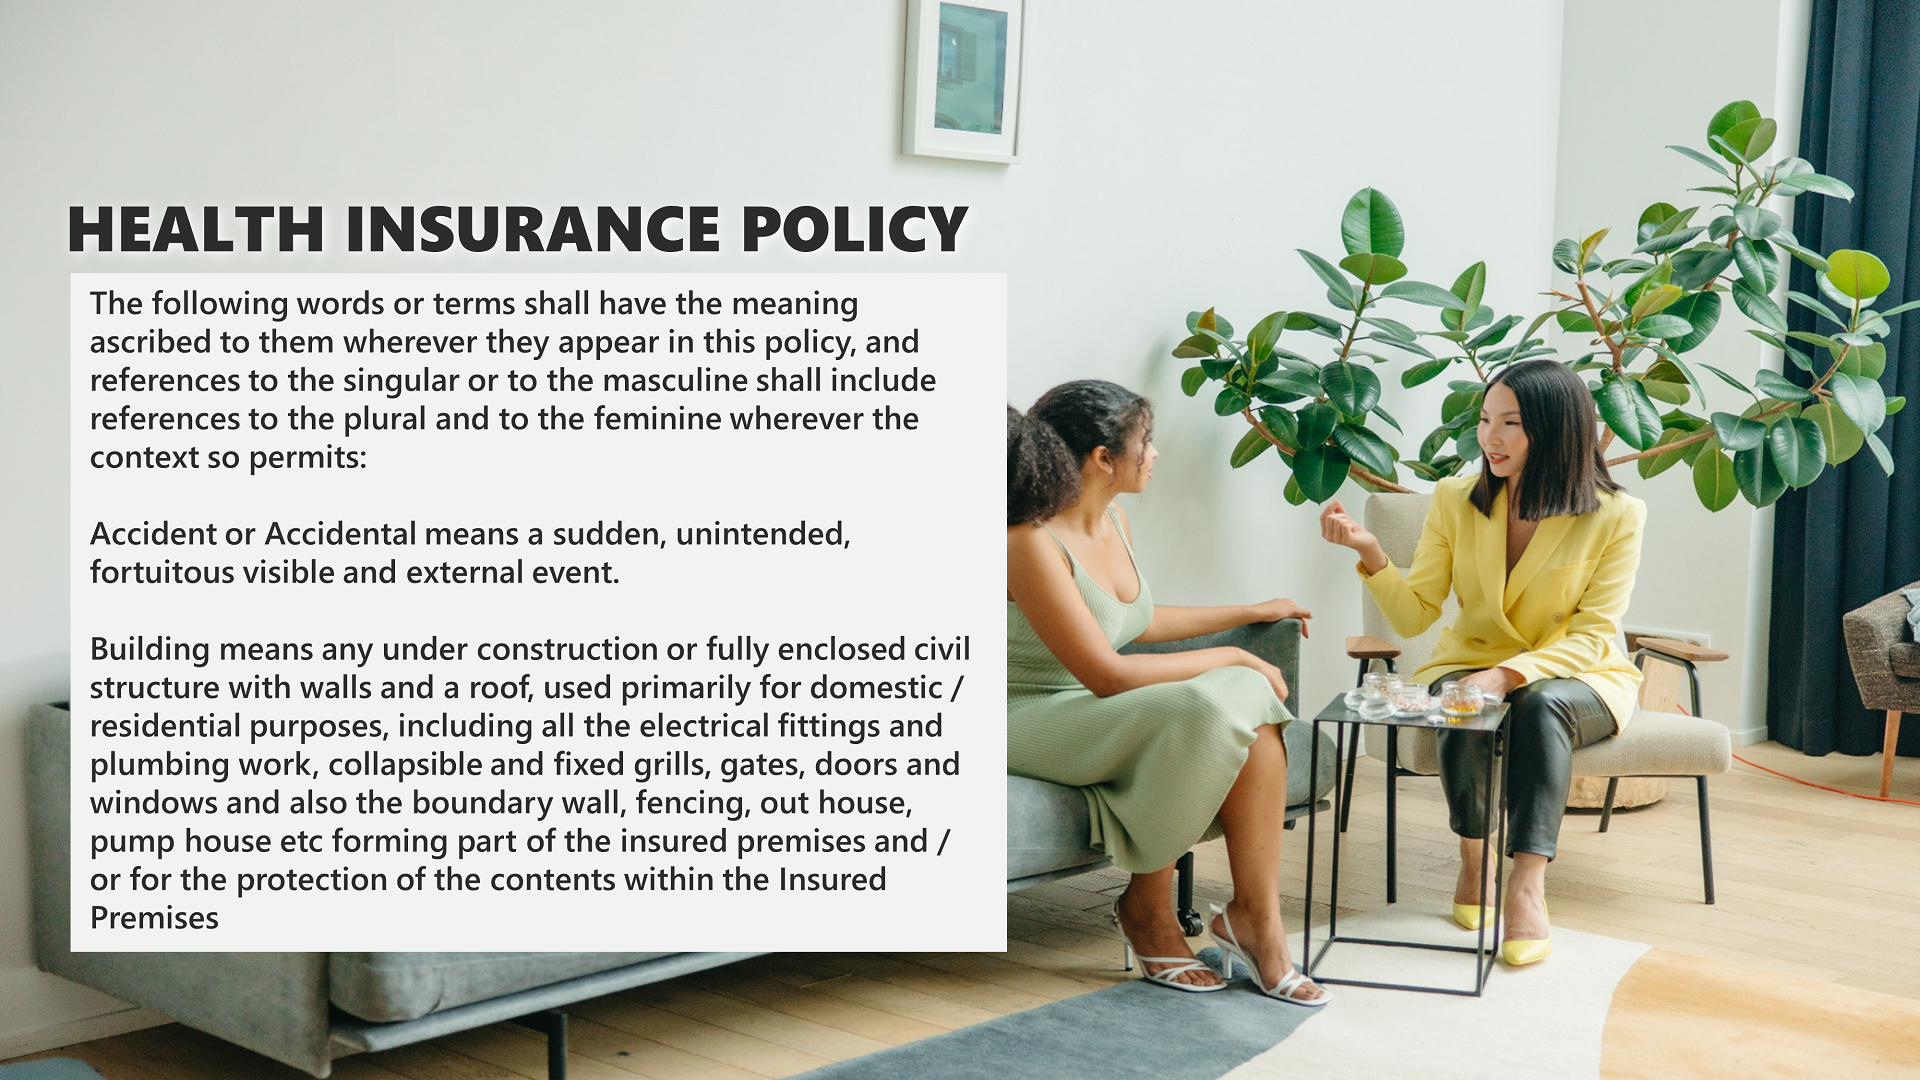 HEALTH INSURANCE POLICY
The following words or terms shall have the meaning
ascribed to them wherever they appear in this policy, and
references to the singular or to the masculine shall include
references to the plural and to the feminine wherever the
context so permits:
Accident or Accidental means a sudden, unintended,
fortuitous visible and external event.
Building means any under construction or fully enclosed civil
structure with walls and a roof, used primarily for domestic /
residential purposes, including all the electrical fittings and
plumbing work, collapsible and fixed grills, gates, doors and
windows and also the boundary wall, fencing, out house,
pump house etc forming part of the insured premises and /
or for the protection of the contents within the Insured
Premises